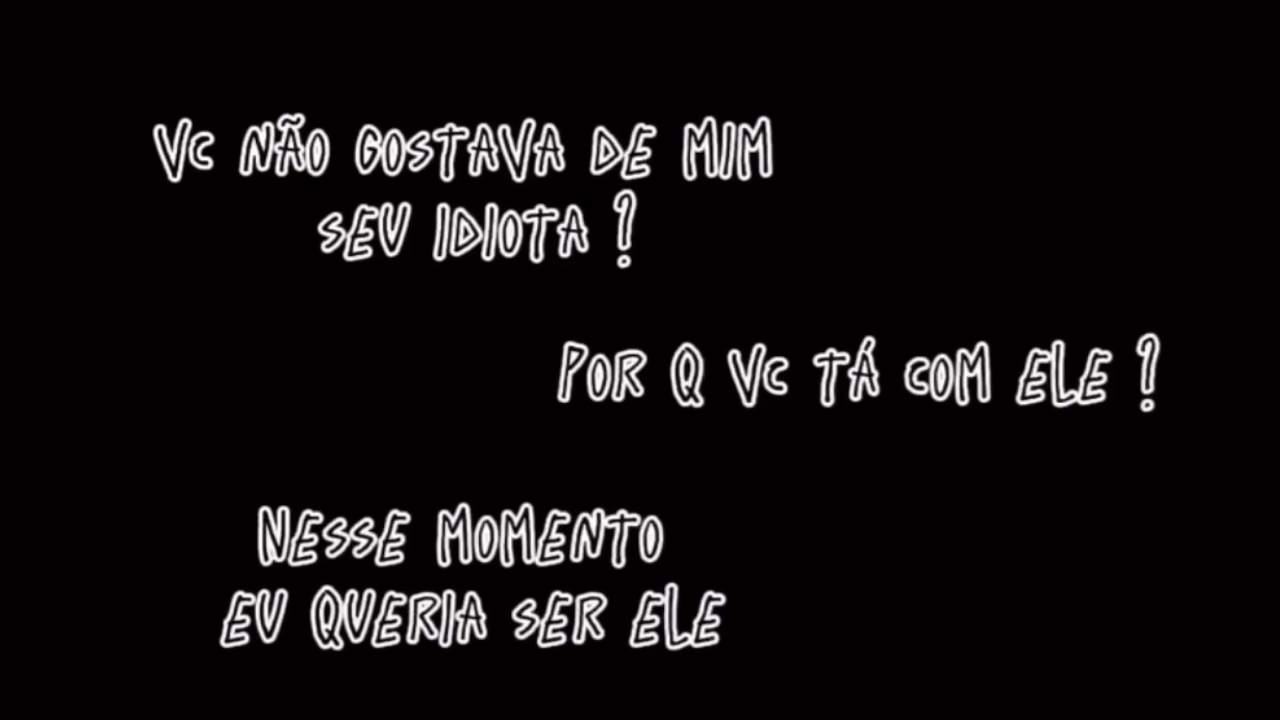 Vc NÃO GOSTAVA DE MIM
SEU IDIOTA ?
POR Q Vc TÁ COM ELE ?
NESSE MOMENTO
EU QUERIA SER ELE